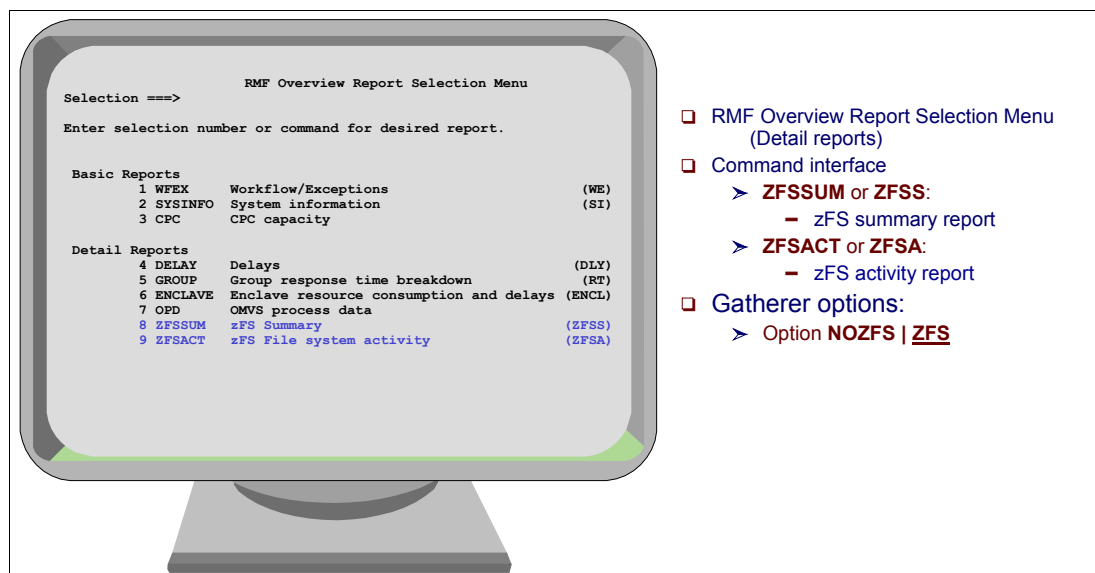 RMF Overview Report Selection Menu
Selection ===>
Enter selection number or command for desired report.
Basic Reports
1 WFEX Workflow/Exceptions (WE)
2 SYSINFO System information (SI)
3 CPC CPC capacity
Detail Reports
4 DELAY Delays (DLY)
5 GROUP Group response time breakdown (RT)
6 ENCLAVE Enclave resource consumption and delays (ENCL)
7 OPD OMVS process data
8 ZFSSUM zFS Summary (ZFSS)
9 ZFSACT zFS File system activity (ZFSA)
RMF Overview Report Selection Menu
(Detail reports)
Command interface
ZFSSUM or ZFSS:
zFS summary report
ZFSACT or ZFSA:
zFS activity report
Gatherer options:
Option NOZFS | ZFS